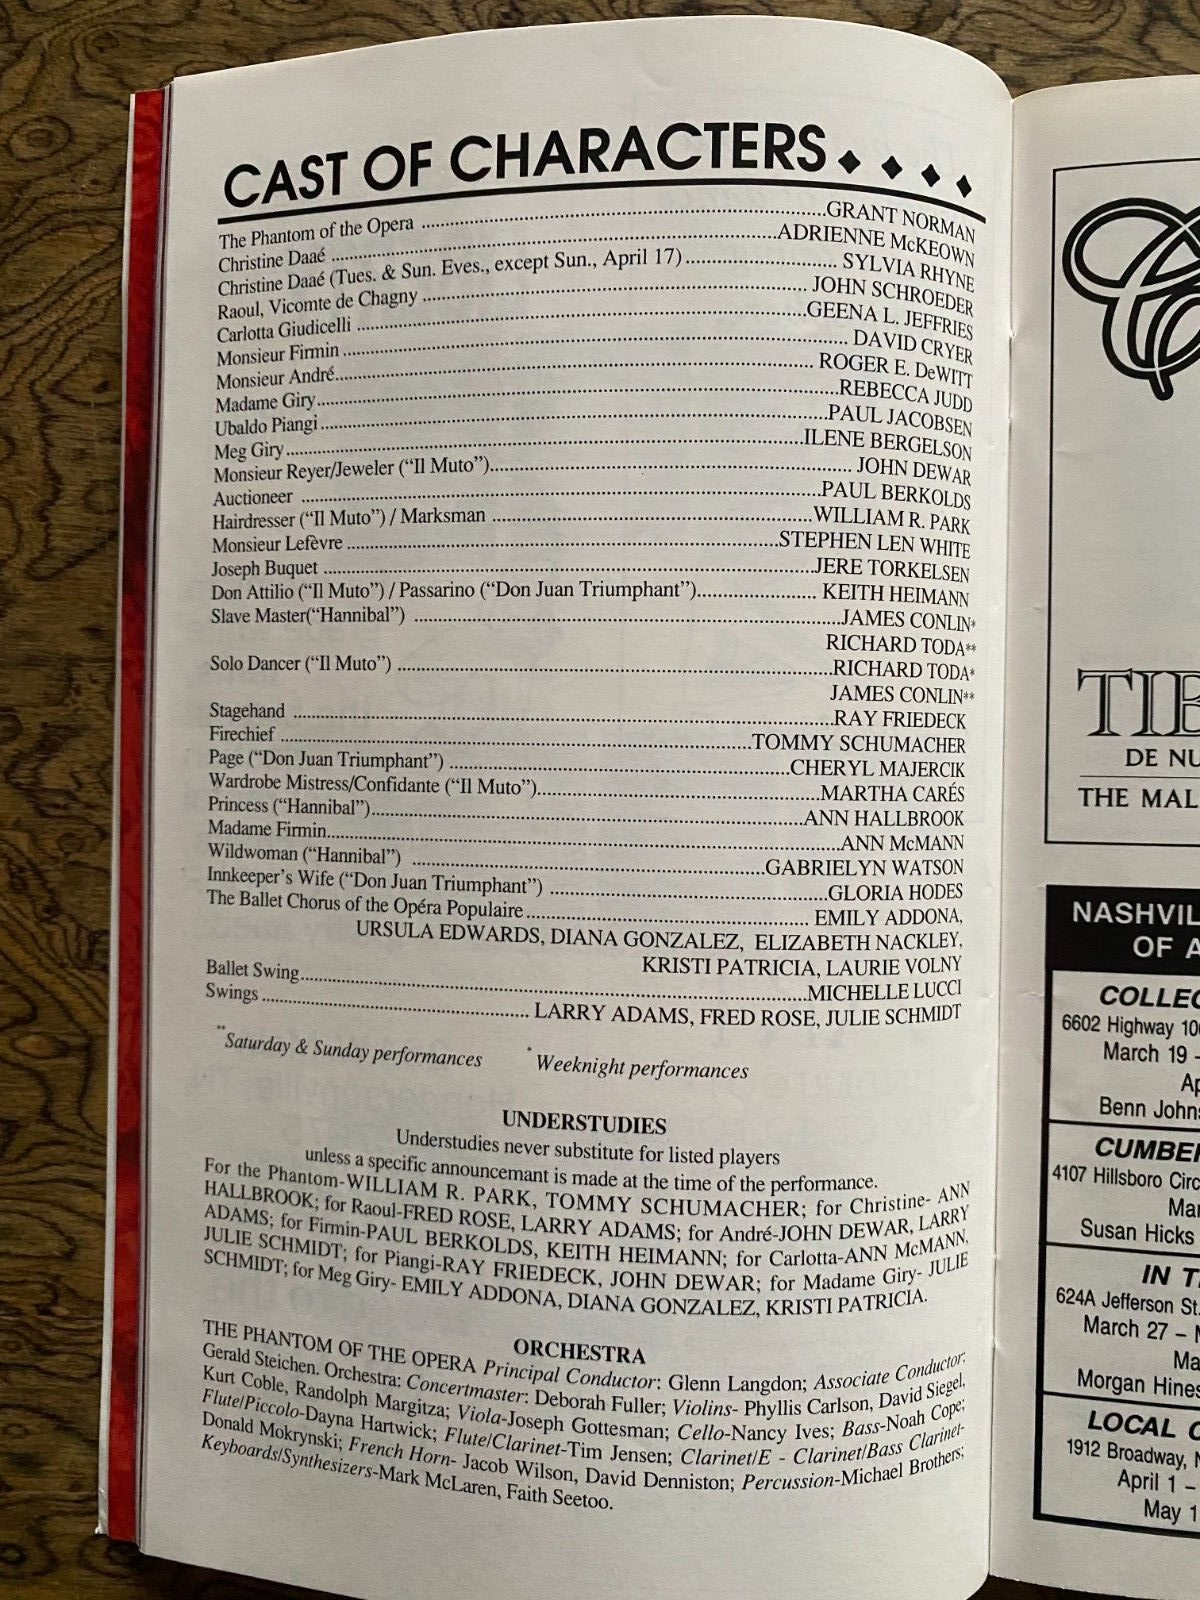 CAST OF CHARACTERS ◆ ◆ ◆ ◆
The Phantom of the Opera ........ GRANT NORMAN
Christine Daaé ........ ADRIENNE McKEOWN
Christine Daaé (Tues. & Sun. Eves., except Sun., April 17) ........ SYLVIA RHYNE
Raoul, Vicomte de Chagny ........ JOHN SCHROEDER
Carlotta Giudicelli ........ GEENA L. JEFFRIES
Monsieur Firmin ........ DAVID CRYER
Monsieur André ........ ROGER E. DeWITT
Madame Giry ........ REBECCA JUDD
Ubaldo Piangi ........ PAUL JACOBSEN
Meg Giry ........ ILENE BERGELSON
Monsieur Reyer/Jeweler (“Il Muto”) ........ JOHN DEWAR
Auctioneer ........ PAUL BERKOLDS
Hairdresser (“Il Muto”) / Marksman ........ WILLIAM R. PARK
Monsieur Lefèvre ........ STEPHEN LEN WHITE
Joseph Buquet ........ JERE TORKELSEN
Don Attilio (“Il Muto”) / Passarino (“Don Juan Triumphant”) ........ KEITH HEIMANN
Slave Master(“Hannibal”) ........ JAMES CONLIN*
RICHARD TODA**
Solo Dancer (“Il Muto”) ........ RICHARD TODA*
JAMES CONLIN**
Stagehand ........ RAY FRIEDECK
Firechief ........ TOMMY SCHUMACHER
Page (“Don Juan Triumphant”) ........ CHERYL MAJERCIK
Wardrobe Mistress/Confidante (“Il Muto”) ........ MARTHA CARÉS
Princess (“Hannibal”) ........ ANN HALLBROOK
Madame Firmin ........ ANN McMANN
Wildwoman (“Hannibal”) ........ GABRIELYN WATSON
Innkeeper’s Wife (“Don Juan Triumphant”) ........ GLORIA HODES
The Ballet Chorus of the Opéra Populaire ........ EMILY ADDONA,
URSULA EDWARDS, DIANA GONZALEZ, ELIZABETH NACKLEY,
KRISTI PATRICIA, LAURIE VOLNY
Ballet Swing ........ MICHELLE LUCCI
Swings ........ LARRY ADAMS, FRED ROSE, JULIE SCHMIDT
**Saturday & Sunday performances *Weeknight performances
UNDERSTUDIES
Understudies never substitute for listed players
unless a specific announcemant is made at the time of the performance.
For the Phantom-WILLIAM R. PARK, TOMMY SCHUMACHER; for Christine- ANN
HALLBROOK; for Raoul-FRED ROSE, LARRY ADAMS; for André-JOHN DEWAR, LARRY
ADAMS; for Firmin-PAUL BERKOLDS, KEITH HEIMANN; for Carlotta-ANN McMANN,
JULIE SCHMIDT; for Piangi-RAY FRIEDECK, JOHN DEWAR; for Madame Giry- JULIE
SCHMIDT; for Meg Giry- EMILY ADDONA, DIANA GONZALEZ, KRISTI PATRICIA.
ORCHESTRA
THE PHANTOM OF THE OPERA Principal Conductor: Glenn Langdon; Associate Conductor:
Gerald Steichen. Orchestra: Concertmaster: Deborah Fuller; Violins- Phyllis Carlson, David Siegel,
Kurt Coble, Randolph Margitza; Viola-Joseph Gottesman; Cello-Nancy Ives; Bass-Noah Cope;
Flute/Piccolo-Dayna Hartwick; Flute/Clarinet-Tim Jensen; Clarinet/E - Clarinet/Bass Clarinet-
Donald Mokrynski; French Horn- Jacob Wilson, David Denniston; Percussion-Michael Brothers;
Keyboards/Synthesizers-Mark McLaren, Faith Seetoo.
TIB
DE NU
THE MAL
NASHVIL
OF A
COLLEC
6602 Highway 10
March 19 -
Ap
Benn Johns
CUMBE
4107 Hillsboro Circ
Mar
Susan Hicks
IN T
624A Jefferson St.
March 27 –
Ma
Morgan Hines
LOCAL C
1912 Broadway, N
April 1 –
May 1